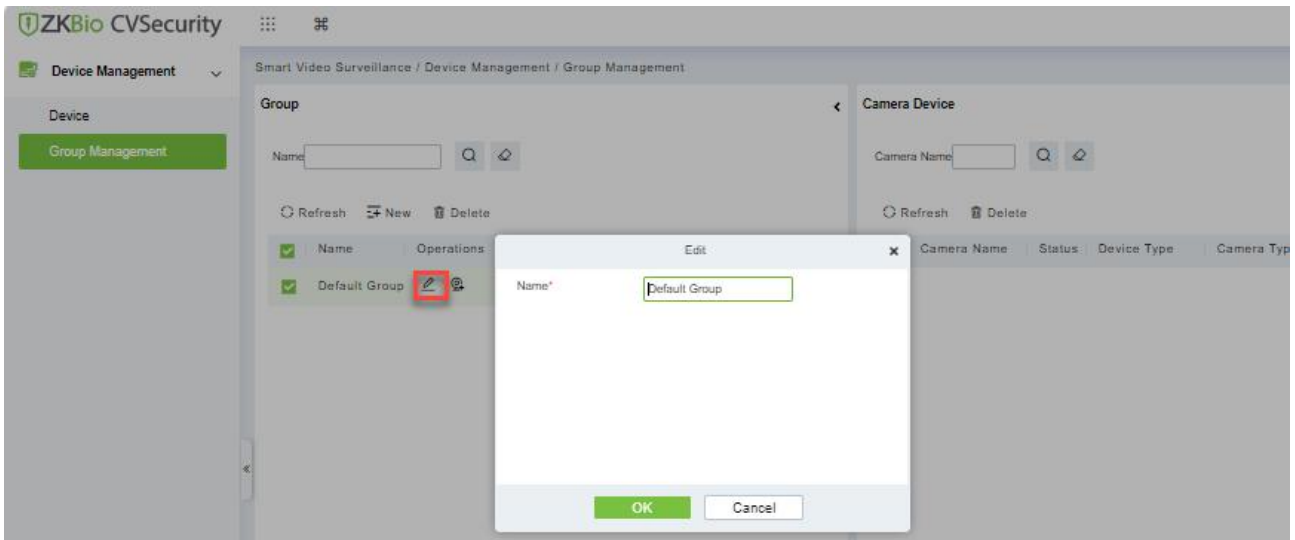 ZKBio CVSecurity
Device Management
Device
Group Management
Smart Video Surveillance / Device Management / Group Management
Group
Name
Refresh New Delete
Name Operations
Default Group
Camera Device
Camera Name
Refresh Delete
Camera Name Status Device Type Camera Typ
Edit
Name*
Default Group
OK Cancel